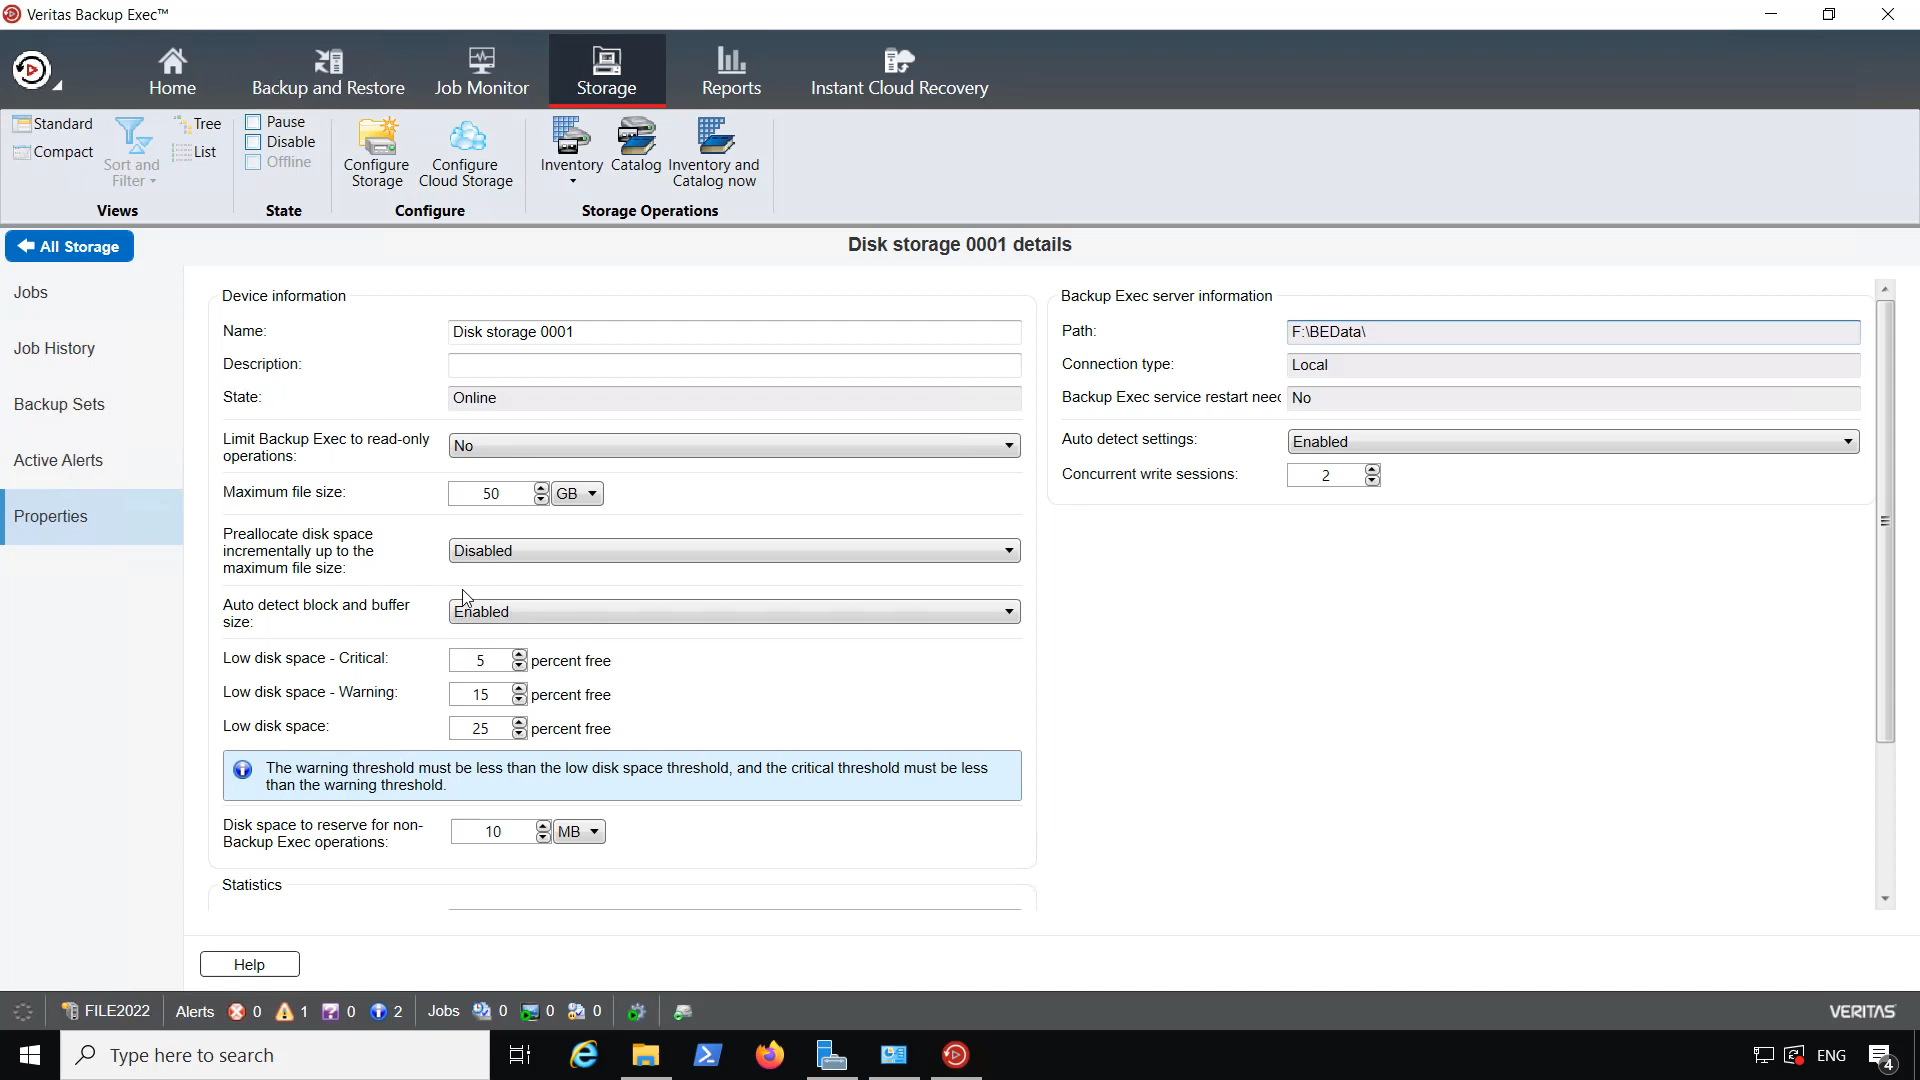 Veritas Backup Exec™
Home
Backup and Restore
Job Monitor
Storage
Reports
Instant Cloud Recovery
Standard
Compact
Sort and
Filter
Tree
List
Views
Pause
Disable
Offline
State
Configure
Storage
Configure
Cloud Storage
Configure
Inventory
Catalog
Inventory and
Catalog now
Storage Operations
All Storage
Disk storage 0001 details
Jobs
Job History
Backup Sets
Active Alerts
Properties
Device information
Name:
Disk storage 0001
Description:
State:
Online
Limit Backup Exec to read-only
operations:
No
Maximum file size:
50
GB
Preallocate disk space
incrementally up to the
maximum file size:
Disabled
Auto detect block and buffer
size:
Enabled
Low disk space - Critical:
5
percent free
Low disk space - Warning:
15
percent free
Low disk space:
25
percent free
The warning threshold must be less than the low disk space threshold, and the critical threshold must be less
than the warning threshold.
Disk space to reserve for non-
Backup Exec operations:
10
MB
Statistics
Backup Exec server information
Path:
F:\BEData\
Connection type:
Local
Backup Exec service restart neec
No
Auto detect settings:
Enabled
Concurrent write sessions:
2
Help
FILE2022
Alerts
0
1
0
2
Jobs
0
0
0
VERITAS
Type here to search
ENG
4